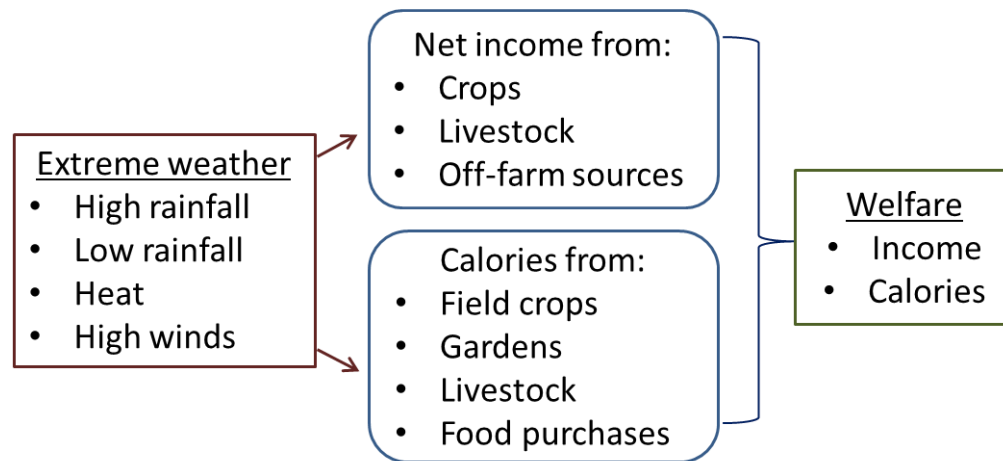 Extreme weather
• High rainfall
• Low rainfall
• Heat
• High winds
Net income from:
• Crops
• Livestock
• Off-farm sources
Calories from:
• Field crops
• Gardens
• Livestock
• Food purchases
Welfare
• Income
• Calories